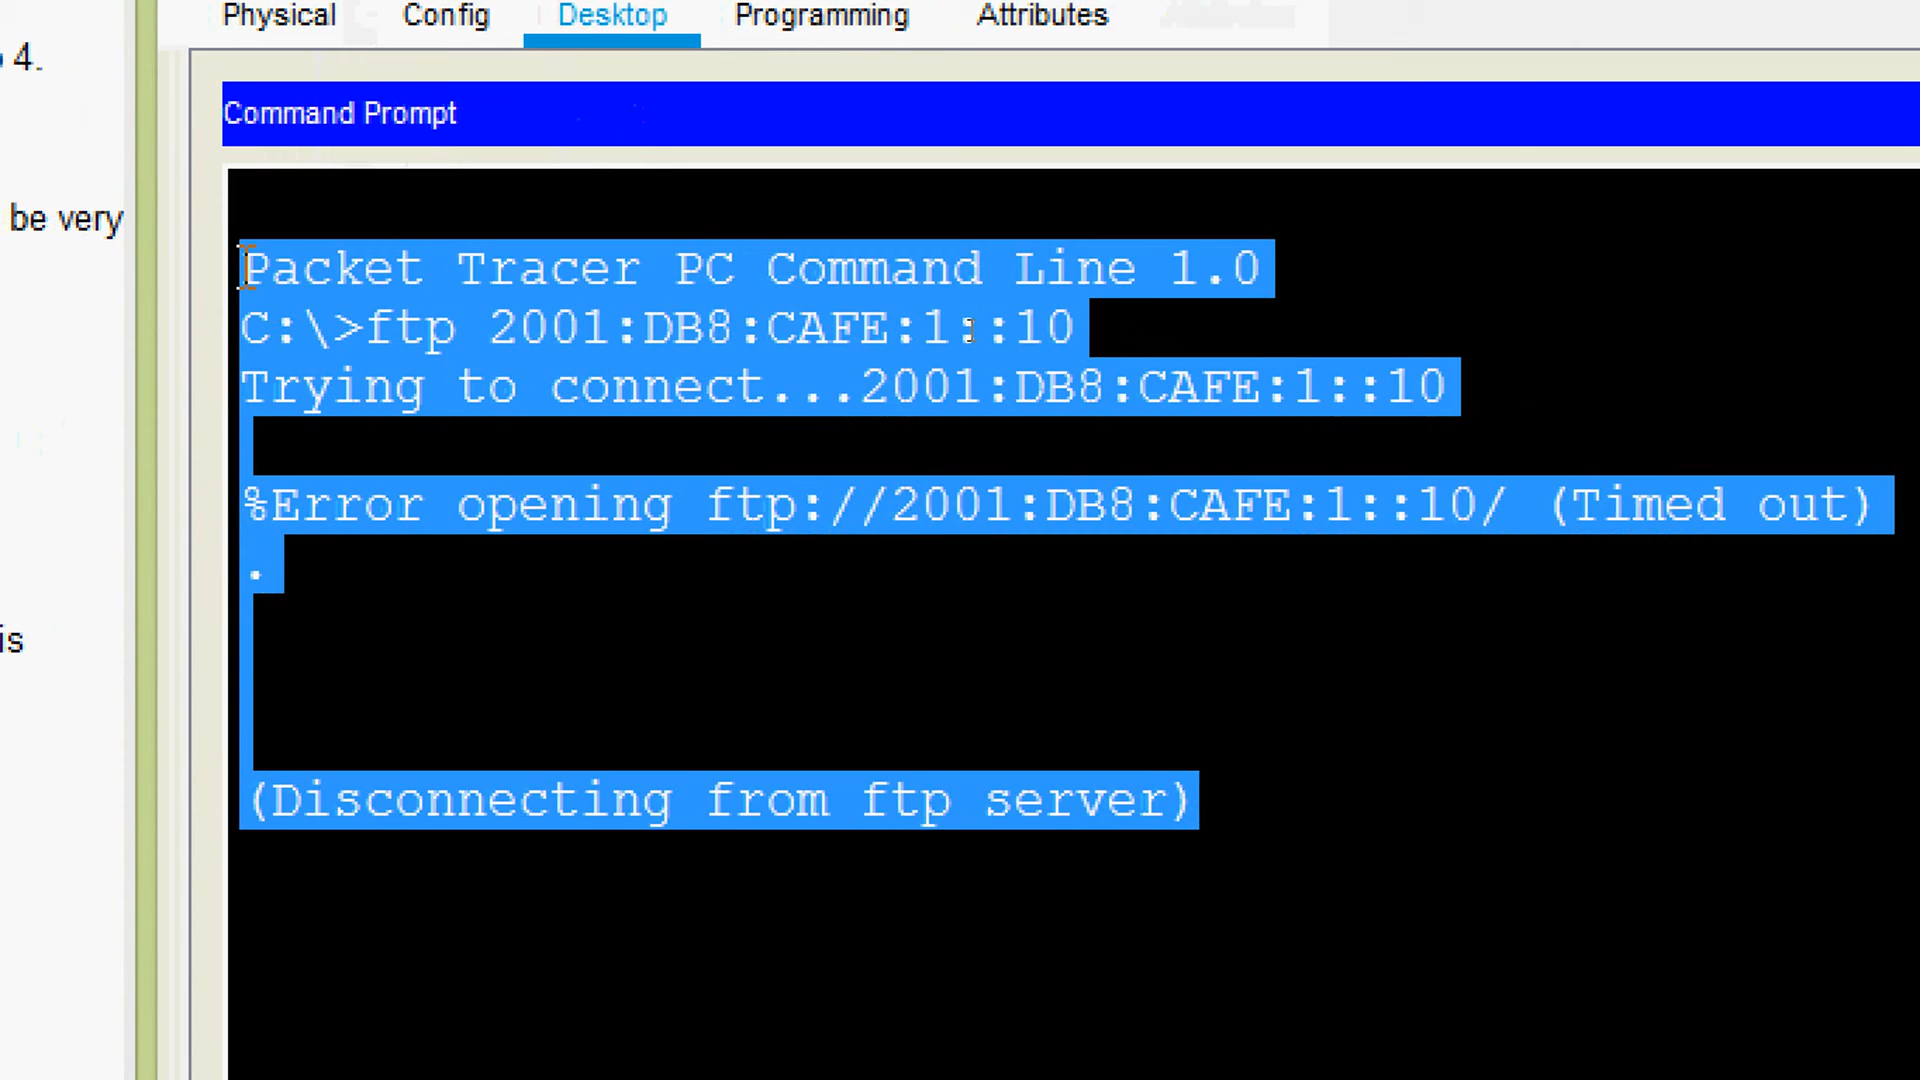 Physical Config Desktop Programming Attributes
4.
Command Prompt
be very
Packet Tracer PC Command Line 1.0
C:\>ftp 2001:DB8:CAFE:1::10
Trying to connect...2001:DB8:CAFE:1::10
%Error opening ftp://2001:DB8:CAFE:1::10/ (Timed out)
.
is
(Disconnecting from ftp server)